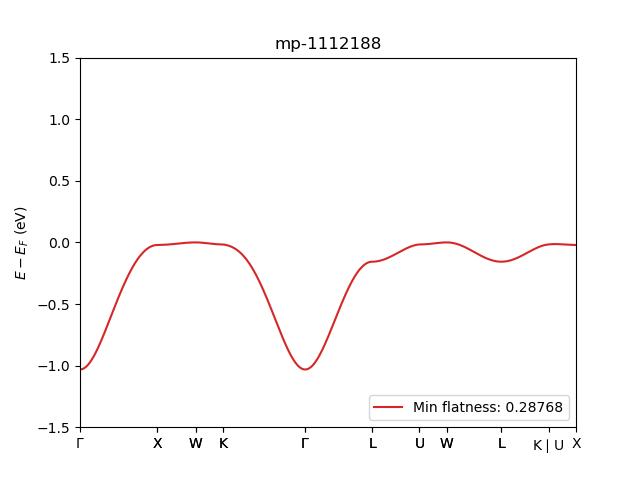 mp-1112188
E − E_F (eV)
1.5
1.0
0.5
0.0
−0.5
−1.0
−1.5
Min flatness: 0.28768
Γ X W K Γ L U W L K | U X